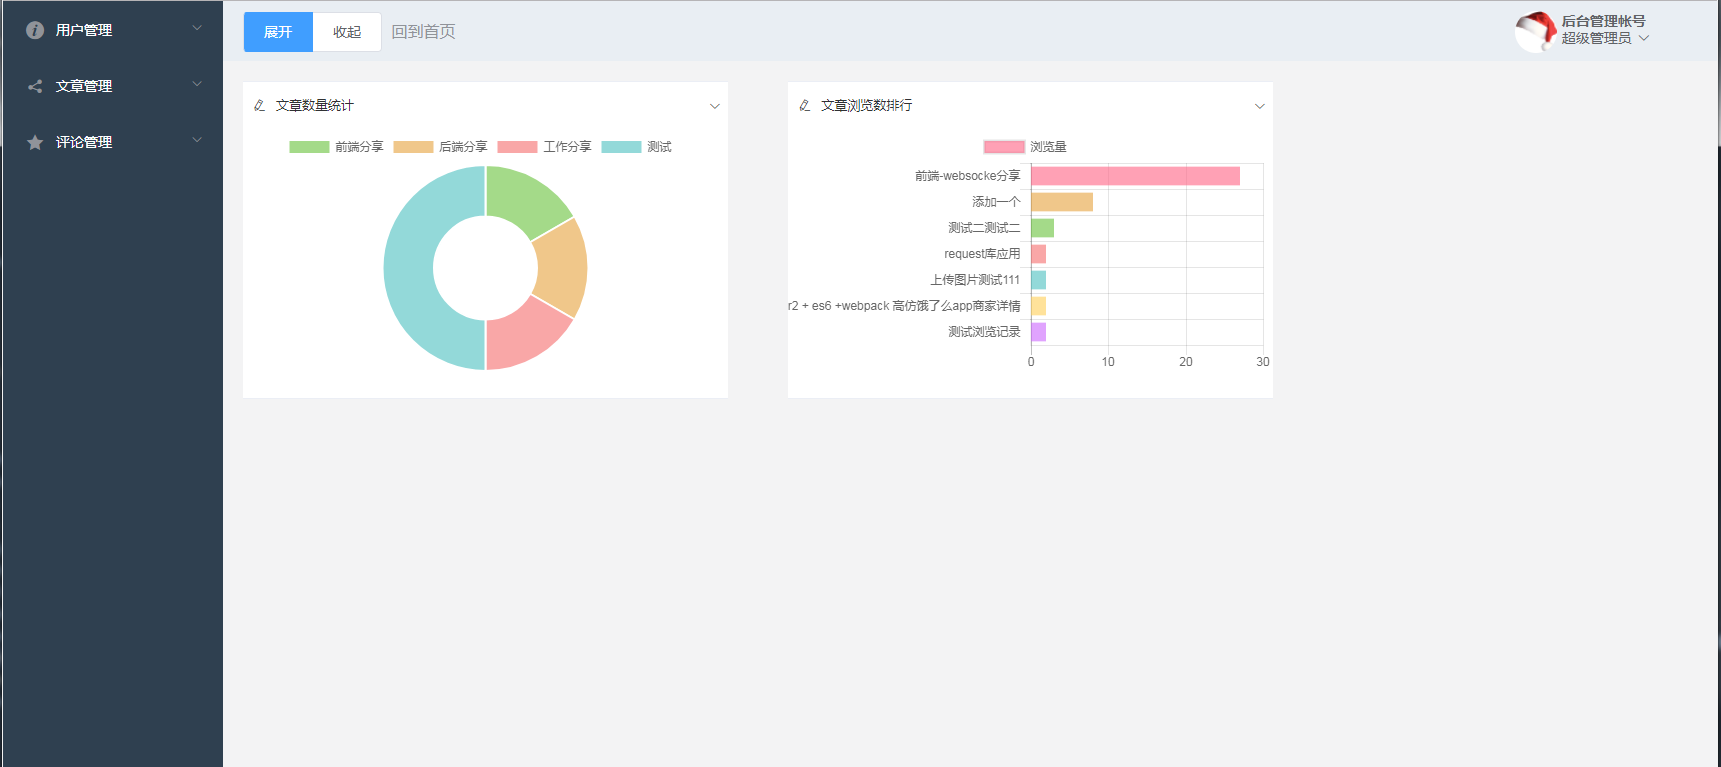 用户管理
文章管理
评论管理
展开 收起 回到首页
后台管理帐号
超级管理员
文章数量统计
前端分享 后端分享 工作分享 测试
文章浏览数排行
浏览量
前端-websocke分享
添加一个
测试二测试二
request库应用
上传图片测试111
r2 + es6 +webpack 高仿饿了么app商家详情
测试浏览记录
0 10 20 30